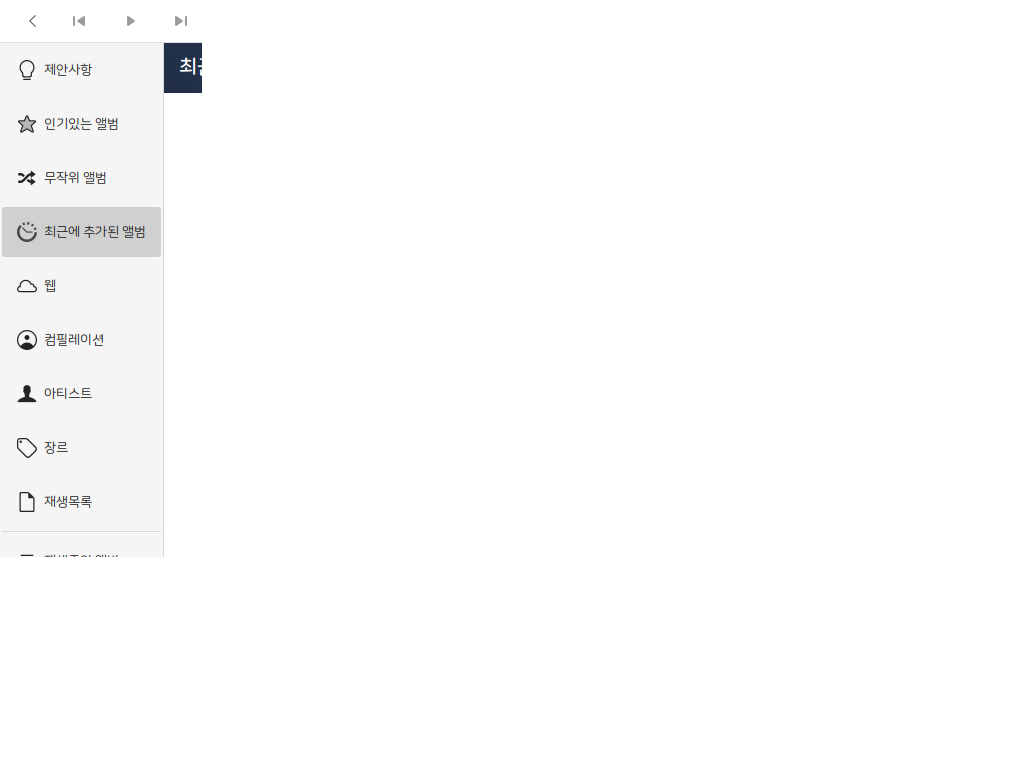 제안사항
인기있는 앨범
무작위 앨범
최근에 추가된 앨범
웹
컴필레이션
아티스트
장르
재생목록
최